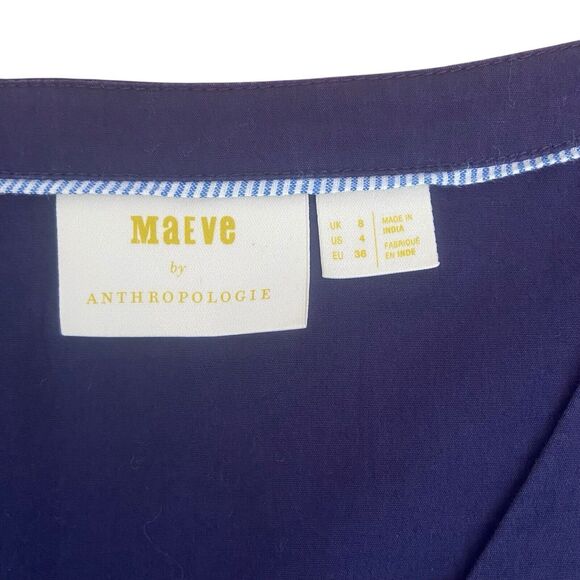 MaEve
by
ANTHROPOLOGIE
UK 8
US 4
EU 36
MADE IN
INDIA
FABRIQUÉ
EN INDE